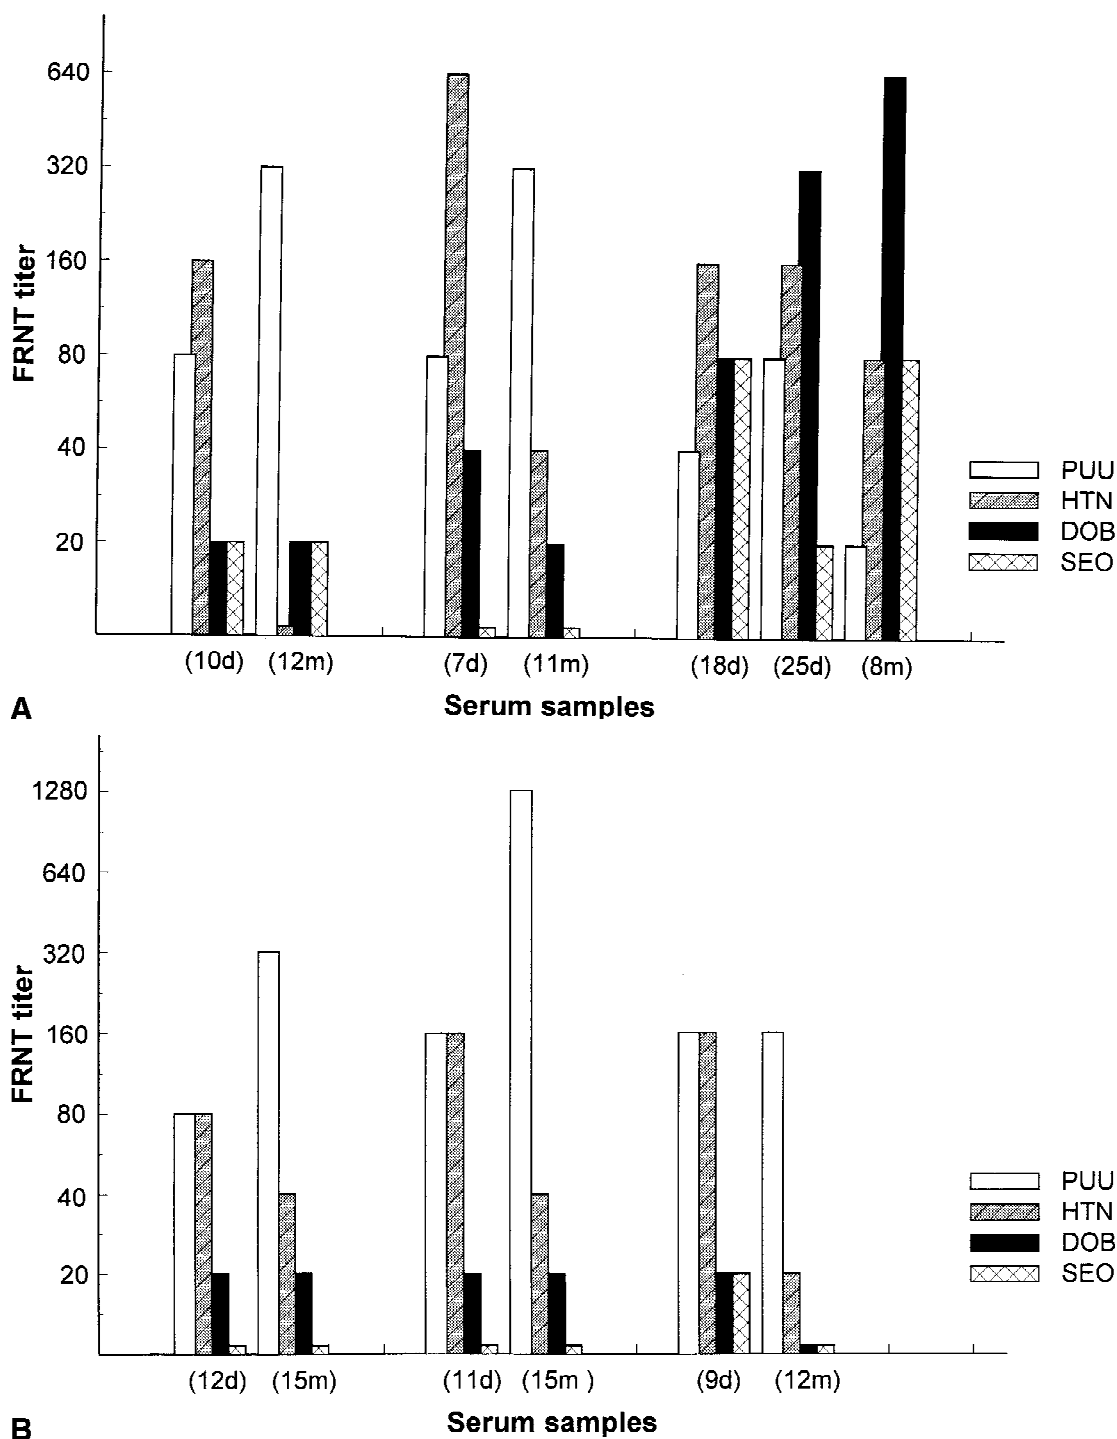 A
FRNT titer
640
320
160
80
40
20
(10d) (12m) (7d) (11m) (18d) (25d) (8m)
Serum samples
PUU
HTN
DOB
SEO
B
FRNT titer
1280
640
320
160
80
40
20
(12d) (15m) (11d) (15m ) (9d) (12m)
Serum samples
PUU
HTN
DOB
SEO